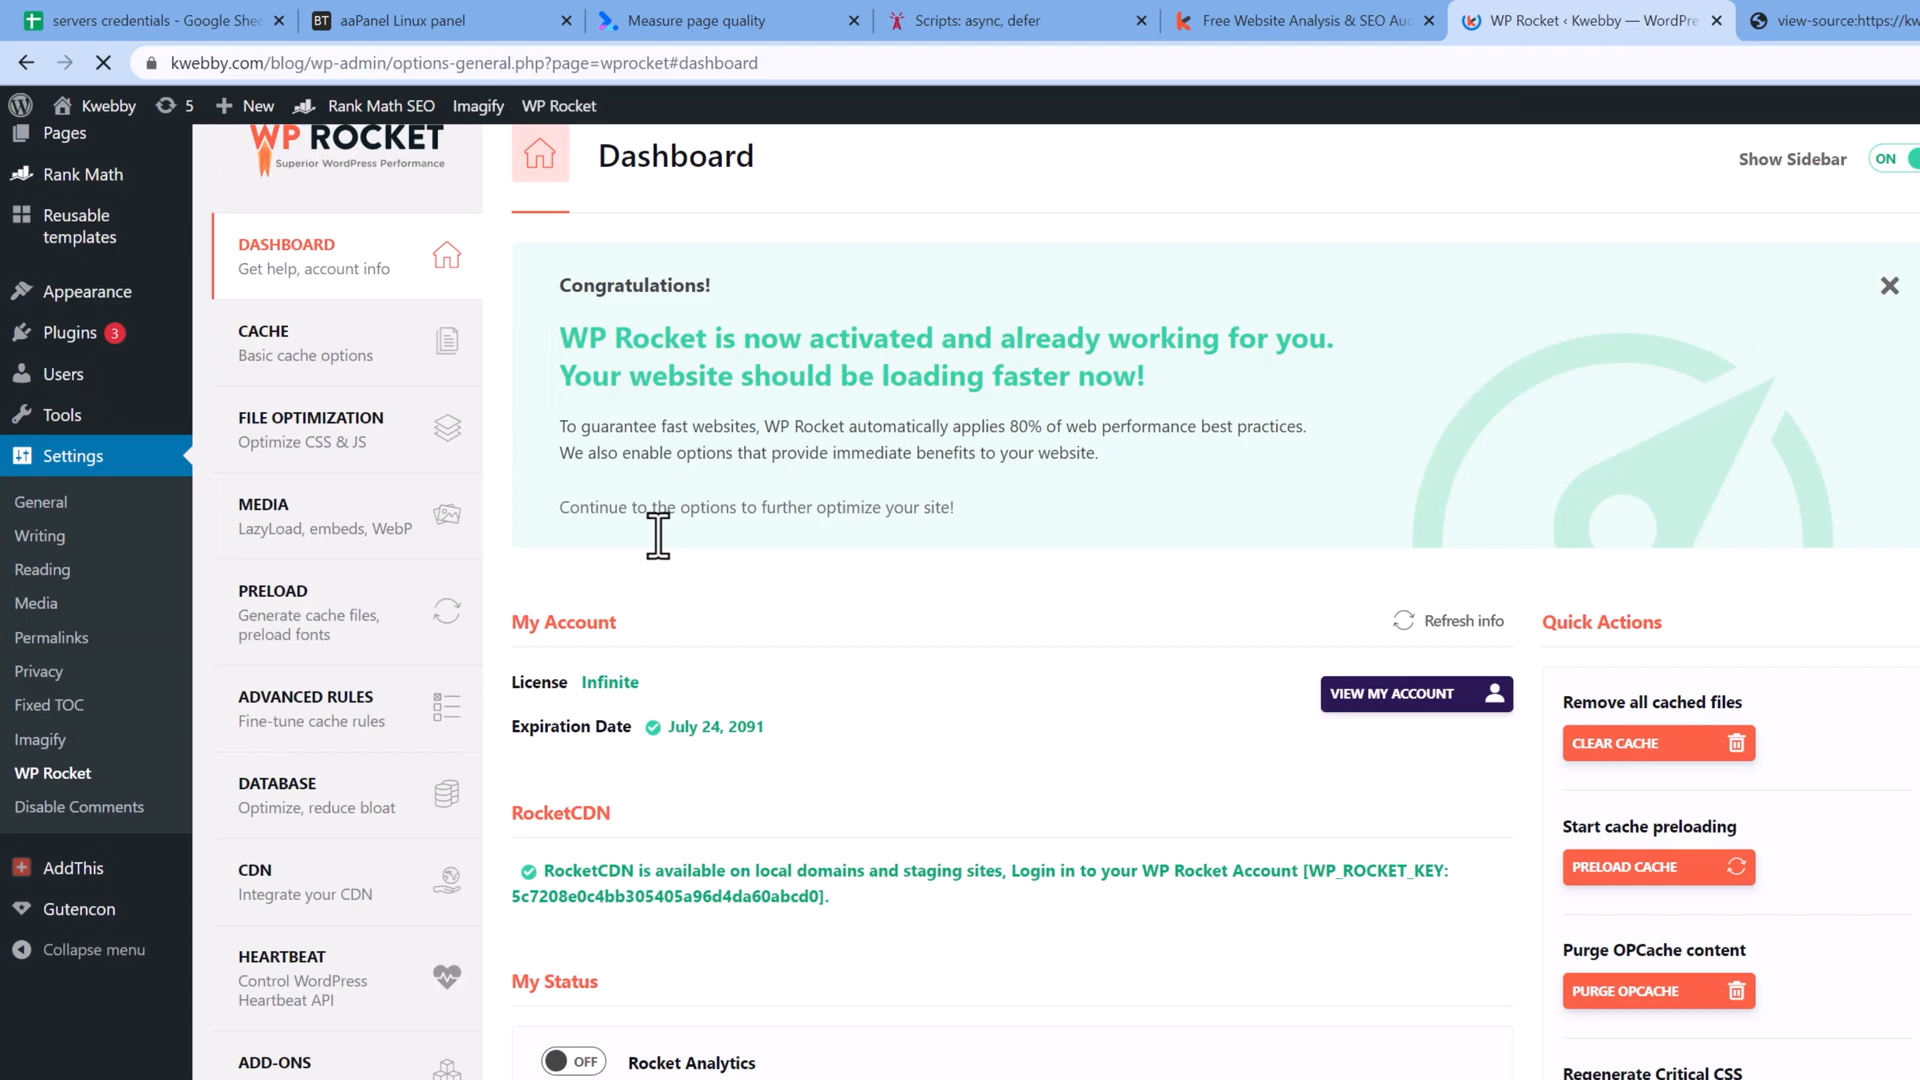 servers credentials - Google Shee
aaPanel Linux panel
Measure page quality
Scripts: async, defer
Free Website Analysis & SEO Au
WP Rocket ‹ Kwebby — WordPre
view-source:https://kw
kwebby.com/blog/wp-admin/options-general.php?page=wprocket#dashboard
Kwebby
5
New
Rank Math SEO
Imagify
WP Rocket
Pages
Rank Math
Reusable
templates
Appearance
Plugins 3
Users
Tools
Settings
General
Writing
Reading
Media
Permalinks
Privacy
Fixed TOC
Imagify
WP Rocket
Disable Comments
AddThis
Gutencon
Collapse menu
WP ROCKET
Superior WordPress Performance
DASHBOARD
Get help, account info
CACHE
Basic cache options
FILE OPTIMIZATION
Optimize CSS & JS
MEDIA
LazyLoad, embeds, WebP
PRELOAD
Generate cache files,
preload fonts
ADVANCED RULES
Fine-tune cache rules
DATABASE
Optimize, reduce bloat
CDN
Integrate your CDN
HEARTBEAT
Control WordPress
Heartbeat API
ADD-ONS
Dashboard
Show Sidebar
ON
Congratulations!
WP Rocket is now activated and already working for you.
Your website should be loading faster now!
To guarantee fast websites, WP Rocket automatically applies 80% of web performance best practices.
We also enable options that provide immediate benefits to your website.
Continue to the options to further optimize your site!
My Account
Refresh info
License Infinite
VIEW MY ACCOUNT
Expiration Date July 24, 2091
RocketCDN
RocketCDN is available on local domains and staging sites, Login in to your WP Rocket Account [WP_ROCKET_KEY:
5c7208e0c4bb305405a96d4da60abcd0].
My Status
OFF
Rocket Analytics
Quick Actions
Remove all cached files
CLEAR CACHE
Start cache preloading
PRELOAD CACHE
Purge OPCache content
PURGE OPCACHE
Regenerate Critical CSS
BT